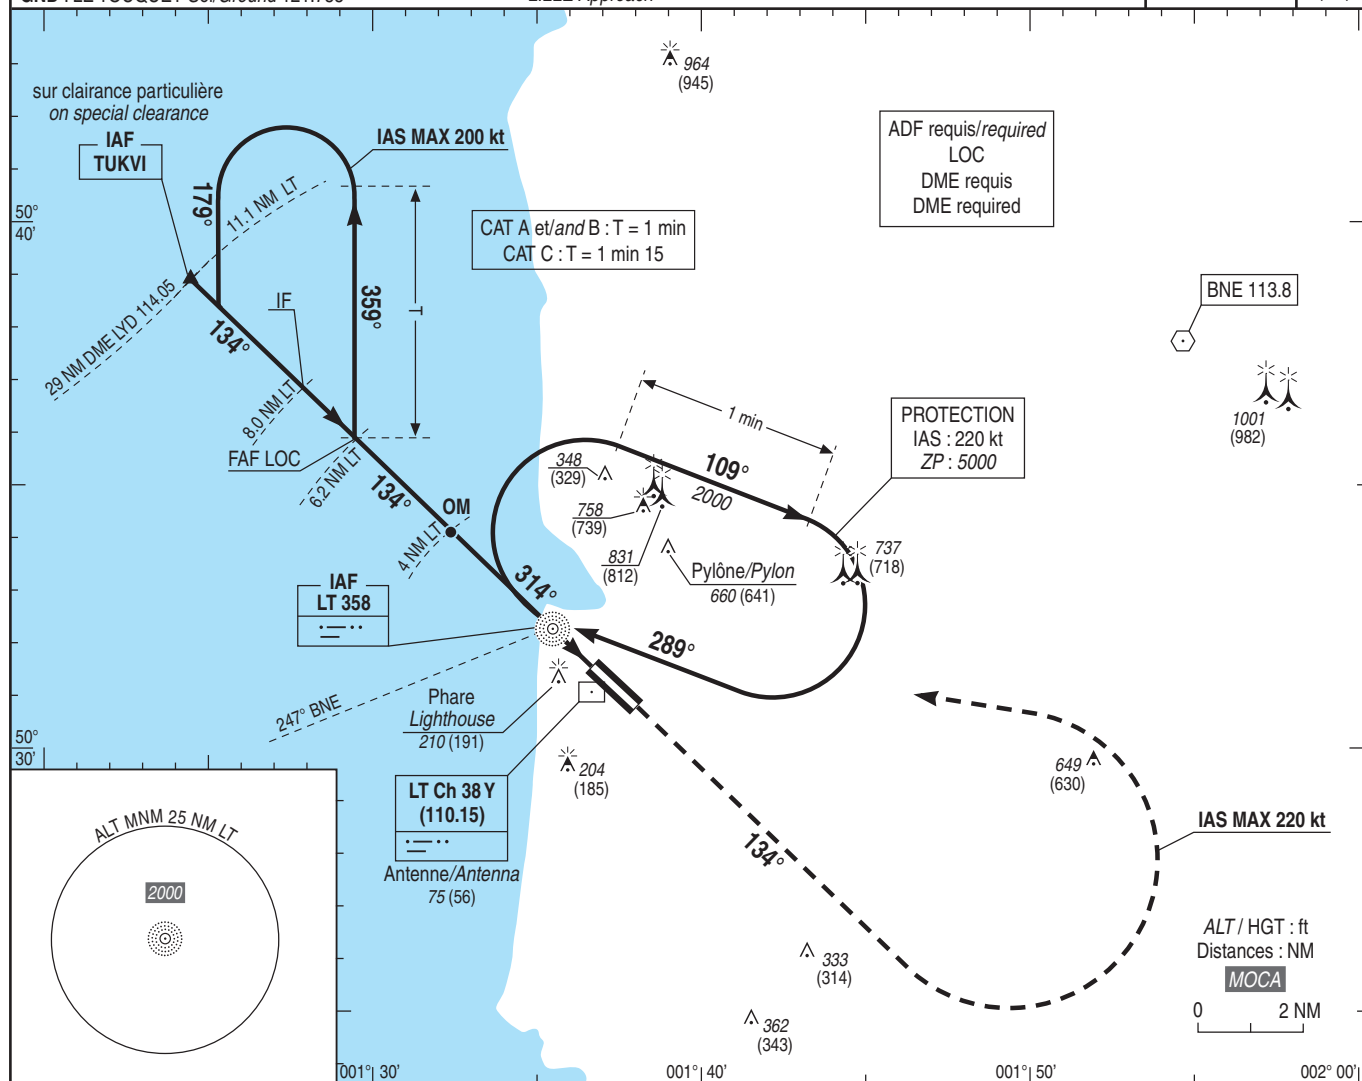 sur clairance particulière
on special clearance
IAF
TUKVI
IAS MAX 200 kt
964
(945)
ADF requis/required
LOC
DME requis
DME required
50°
40'
179°
11.1 NM LT
CAT A et/and B : T = 1 min
CAT C : T = 1 min 15
359°
T
29 NM DME LYD 114.05
IF
134°
BNE 113.8
8.0 NM LT
1001
(982)
1 min
PROTECTION
IAS : 220 kt
ZP : 5000
FAF LOC
6.2 NM LT
134°
348
(329)
109°
2000
OM
758
(739)
4 NM LT
831
(812)
737
(718)
Pylône/Pylon
660 (641)
IAF
LT 358
314°
289°
247° BNE
Phare
Lighthouse
210 (191)
50°
30'
204
(185)
649
(630)
LT Ch 38 Y
(110.15)
Antenne/Antenna
75 (56)
ALT MNM 25 NM LT
2000
134°
IAS MAX 220 kt
333
(314)
ALT / HGT : ft
Distances : NM
MOCA
0 2 NM
362
(343)
001° 30'
001° 40'
001° 50'
002° 00'